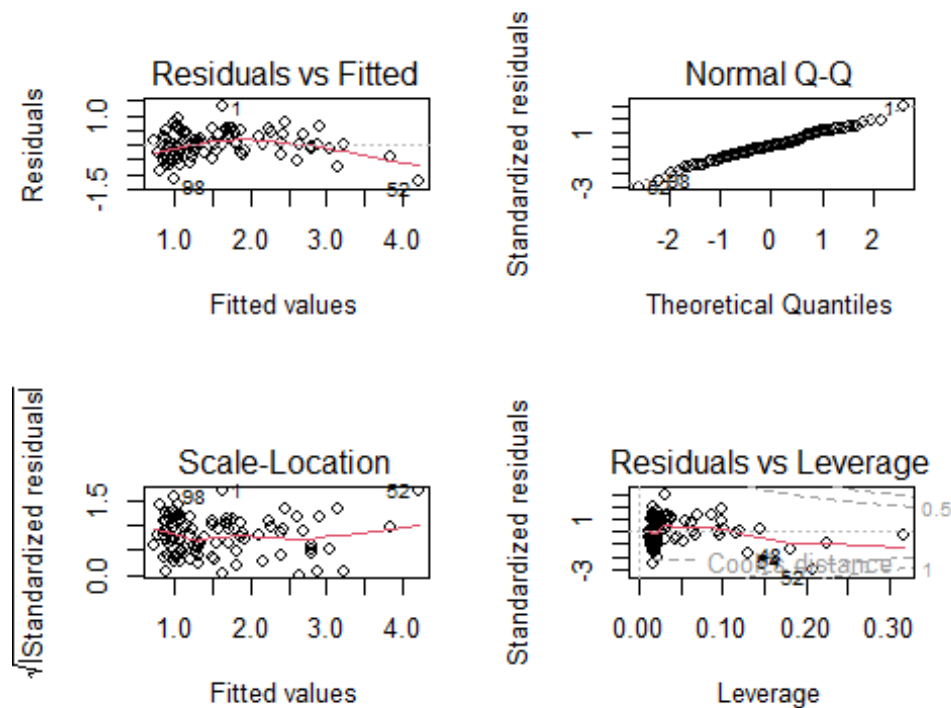 Residuals vs Fitted
Residuals
1.0
-1.5
1
98
52
1.0 2.0 3.0 4.0
Fitted values
Normal Q-Q
Standardized residuals
1
-3
1
98
-2 -1 0 1 2
Theoretical Quantiles
Scale-Location
√|Standardized residuals|
1.5
0.0
98
1
52
1.0 2.0 3.0 4.0
Fitted values
Residuals vs Leverage
Standardized residuals
1
-3
0.5
1
Cook's distance
52
0.00 0.10 0.20 0.30
Leverage